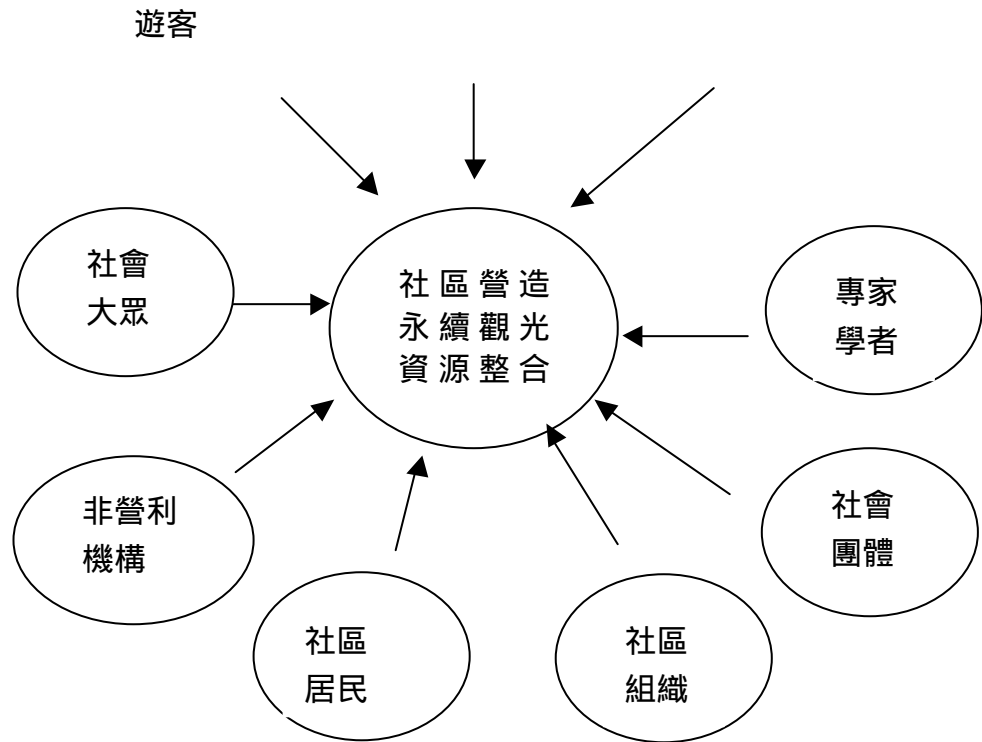 遊客
社會
大眾
社區營造
永續觀光
資源整合
專家
學者
非營利
機構
社會
團體
社區
居民
社區
組織